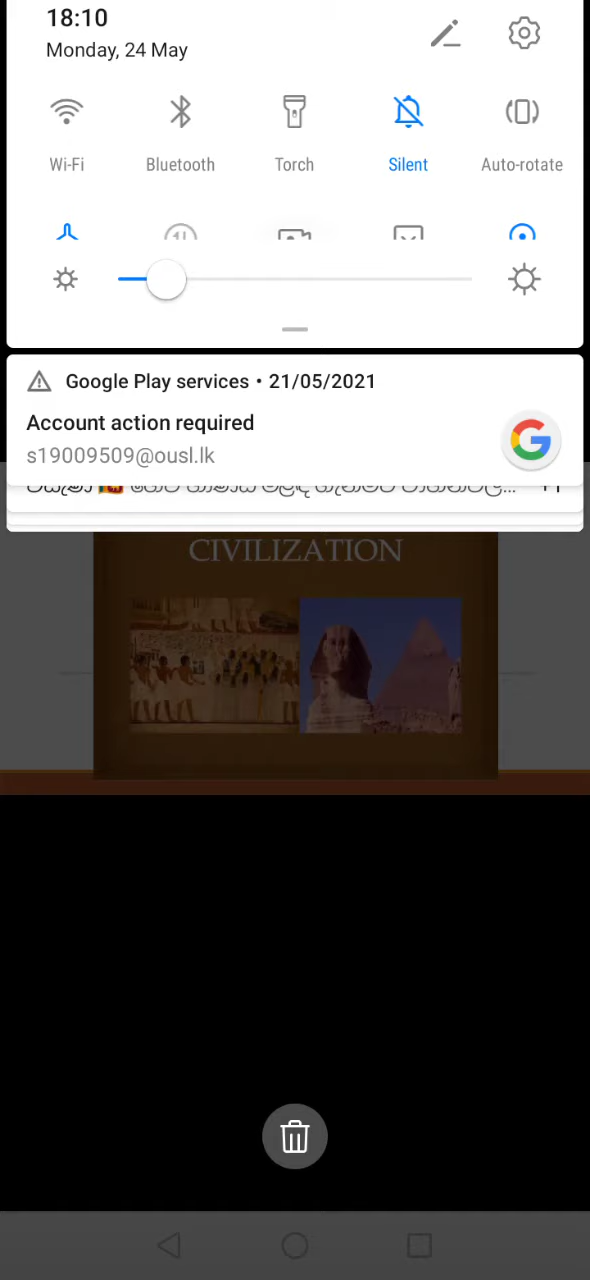 18:10
Monday, 24 May
Wi-Fi
Bluetooth
Torch
Silent
Auto-rotate
Google Play services • 21/05/2021
Account action required
s19009509@ousl.lk
CIVILIZATION